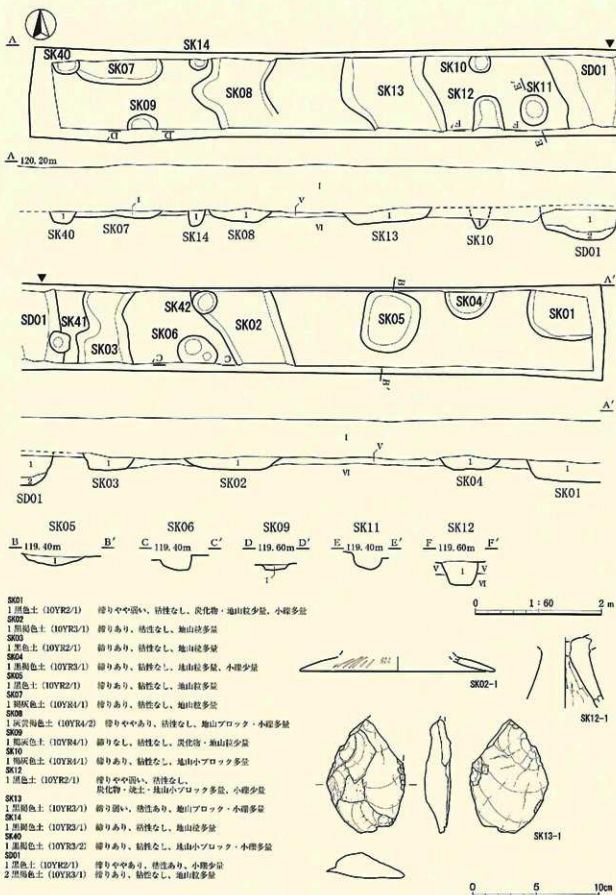 A
SK40
SK07
SK14
SK08
SK09
SK13
SK10
SK12
SK11
SD01
D D'
F' F
E' E
A 120.20m
I
V
VI
1 1 1 1 1 1 1
2
SK40
SK07
SK14
SK08
SK13
SK10
SD01
B
A'
SD01
SK41
SK03
SK42
SK06
SK02
SK05
SK04
SK01
C' C
B'
A'
I
V
VI
1 1 1 1 1
2
SD01
SK03
SK02
SK04
SK01
SK05
SK06
SK09
SK11
SK12
B 119.40m B'
C 119.40m C'
D 119.60m D'
E 119.40m E'
F 119.60m F'
1
1
V 1 V
VI
0 1:60 2 m
SK01
1 黒色土 (10YR2/1) 締りやや弱い、粘性なし、炭化物・地山粒少量、小礫多量
SK02
1 黒褐色土 (10YR3/1) 締りあり、粘性なし、地山粒多量
SK03
1 黒色土 (10YR2/1) 締りあり、粘性なし、地山粒多量
SK04
1 黒褐色土 (10YR3/1) 締りあり、粘性なし、地山粒多量、小礫少量
SK05
1 黒色土 (10YR2/1) 締りあり、粘性なし、地山粒多量
SK07
1 褐灰色土 (10YR4/1) 締りあり、粘性なし、地山粒多量
SK08
1 灰黄褐色土 (10YR4/2) 締りややあり、粘性なし、地山ブロック・小礫多量
SK09
1 褐灰色土 (10YR4/1) 締りなし、粘性なし、炭化物・地山粒少量
SK10
1 褐灰色土 (10YR4/1) 締りあり、粘性なし、地山小ブロック多量
SK12
1 黒色土 (10YR2/1) 締りやや弱い、粘性なし、
炭化物・焼土・地山小ブロック多量、小礫少量
SK13
1 黒褐色土 (10YR3/1) 締り弱い、粘性あり、地山ブロック・小礫多量
SK14
1 黒褐色土 (10YR3/1) 締りあり、粘性なし、地山粒多量
SK40
1 黒褐色土 (10YR3/2) 締りあり、粘性なし、地山小ブロック・小礫多量
SD01
1 黒色土 (10YR2/1) 締りややあり、粘性あり、小礫少量
2 黒褐色土 (10YR3/1) 締りあり、粘性なし、地山粒多量
SK02-1
SK12-1
SK13-1
0 5 10cm